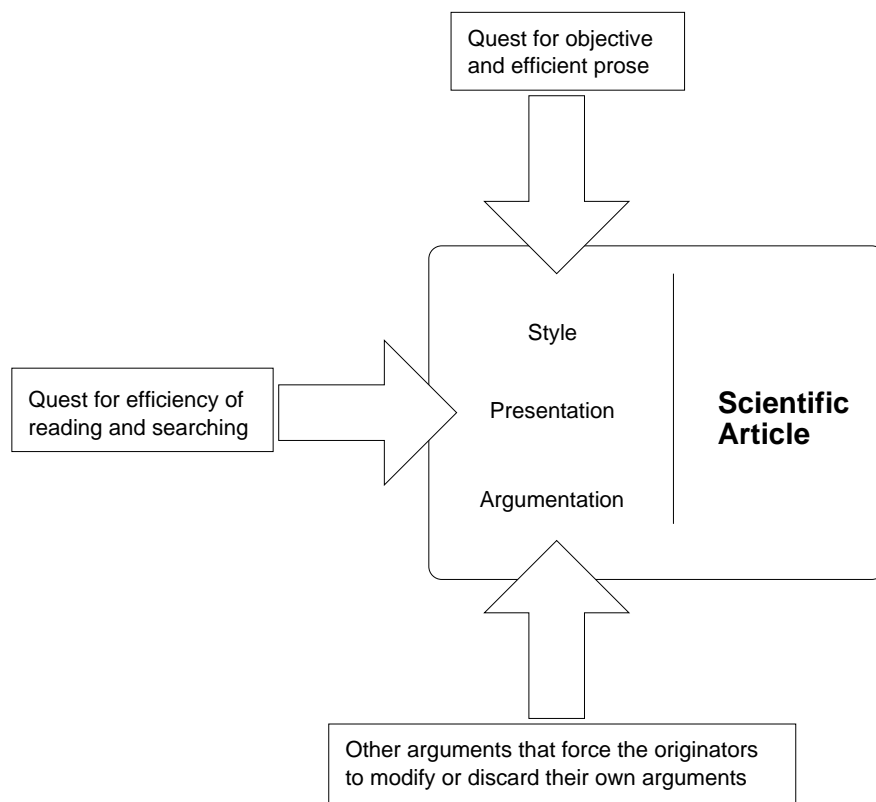 Quest for objective
and efficient prose
Style
Quest for efficiency of
reading and searching
Presentation
Scientific
Article
Argumentation
Other arguments that force the originators
to modify or discard their own arguments